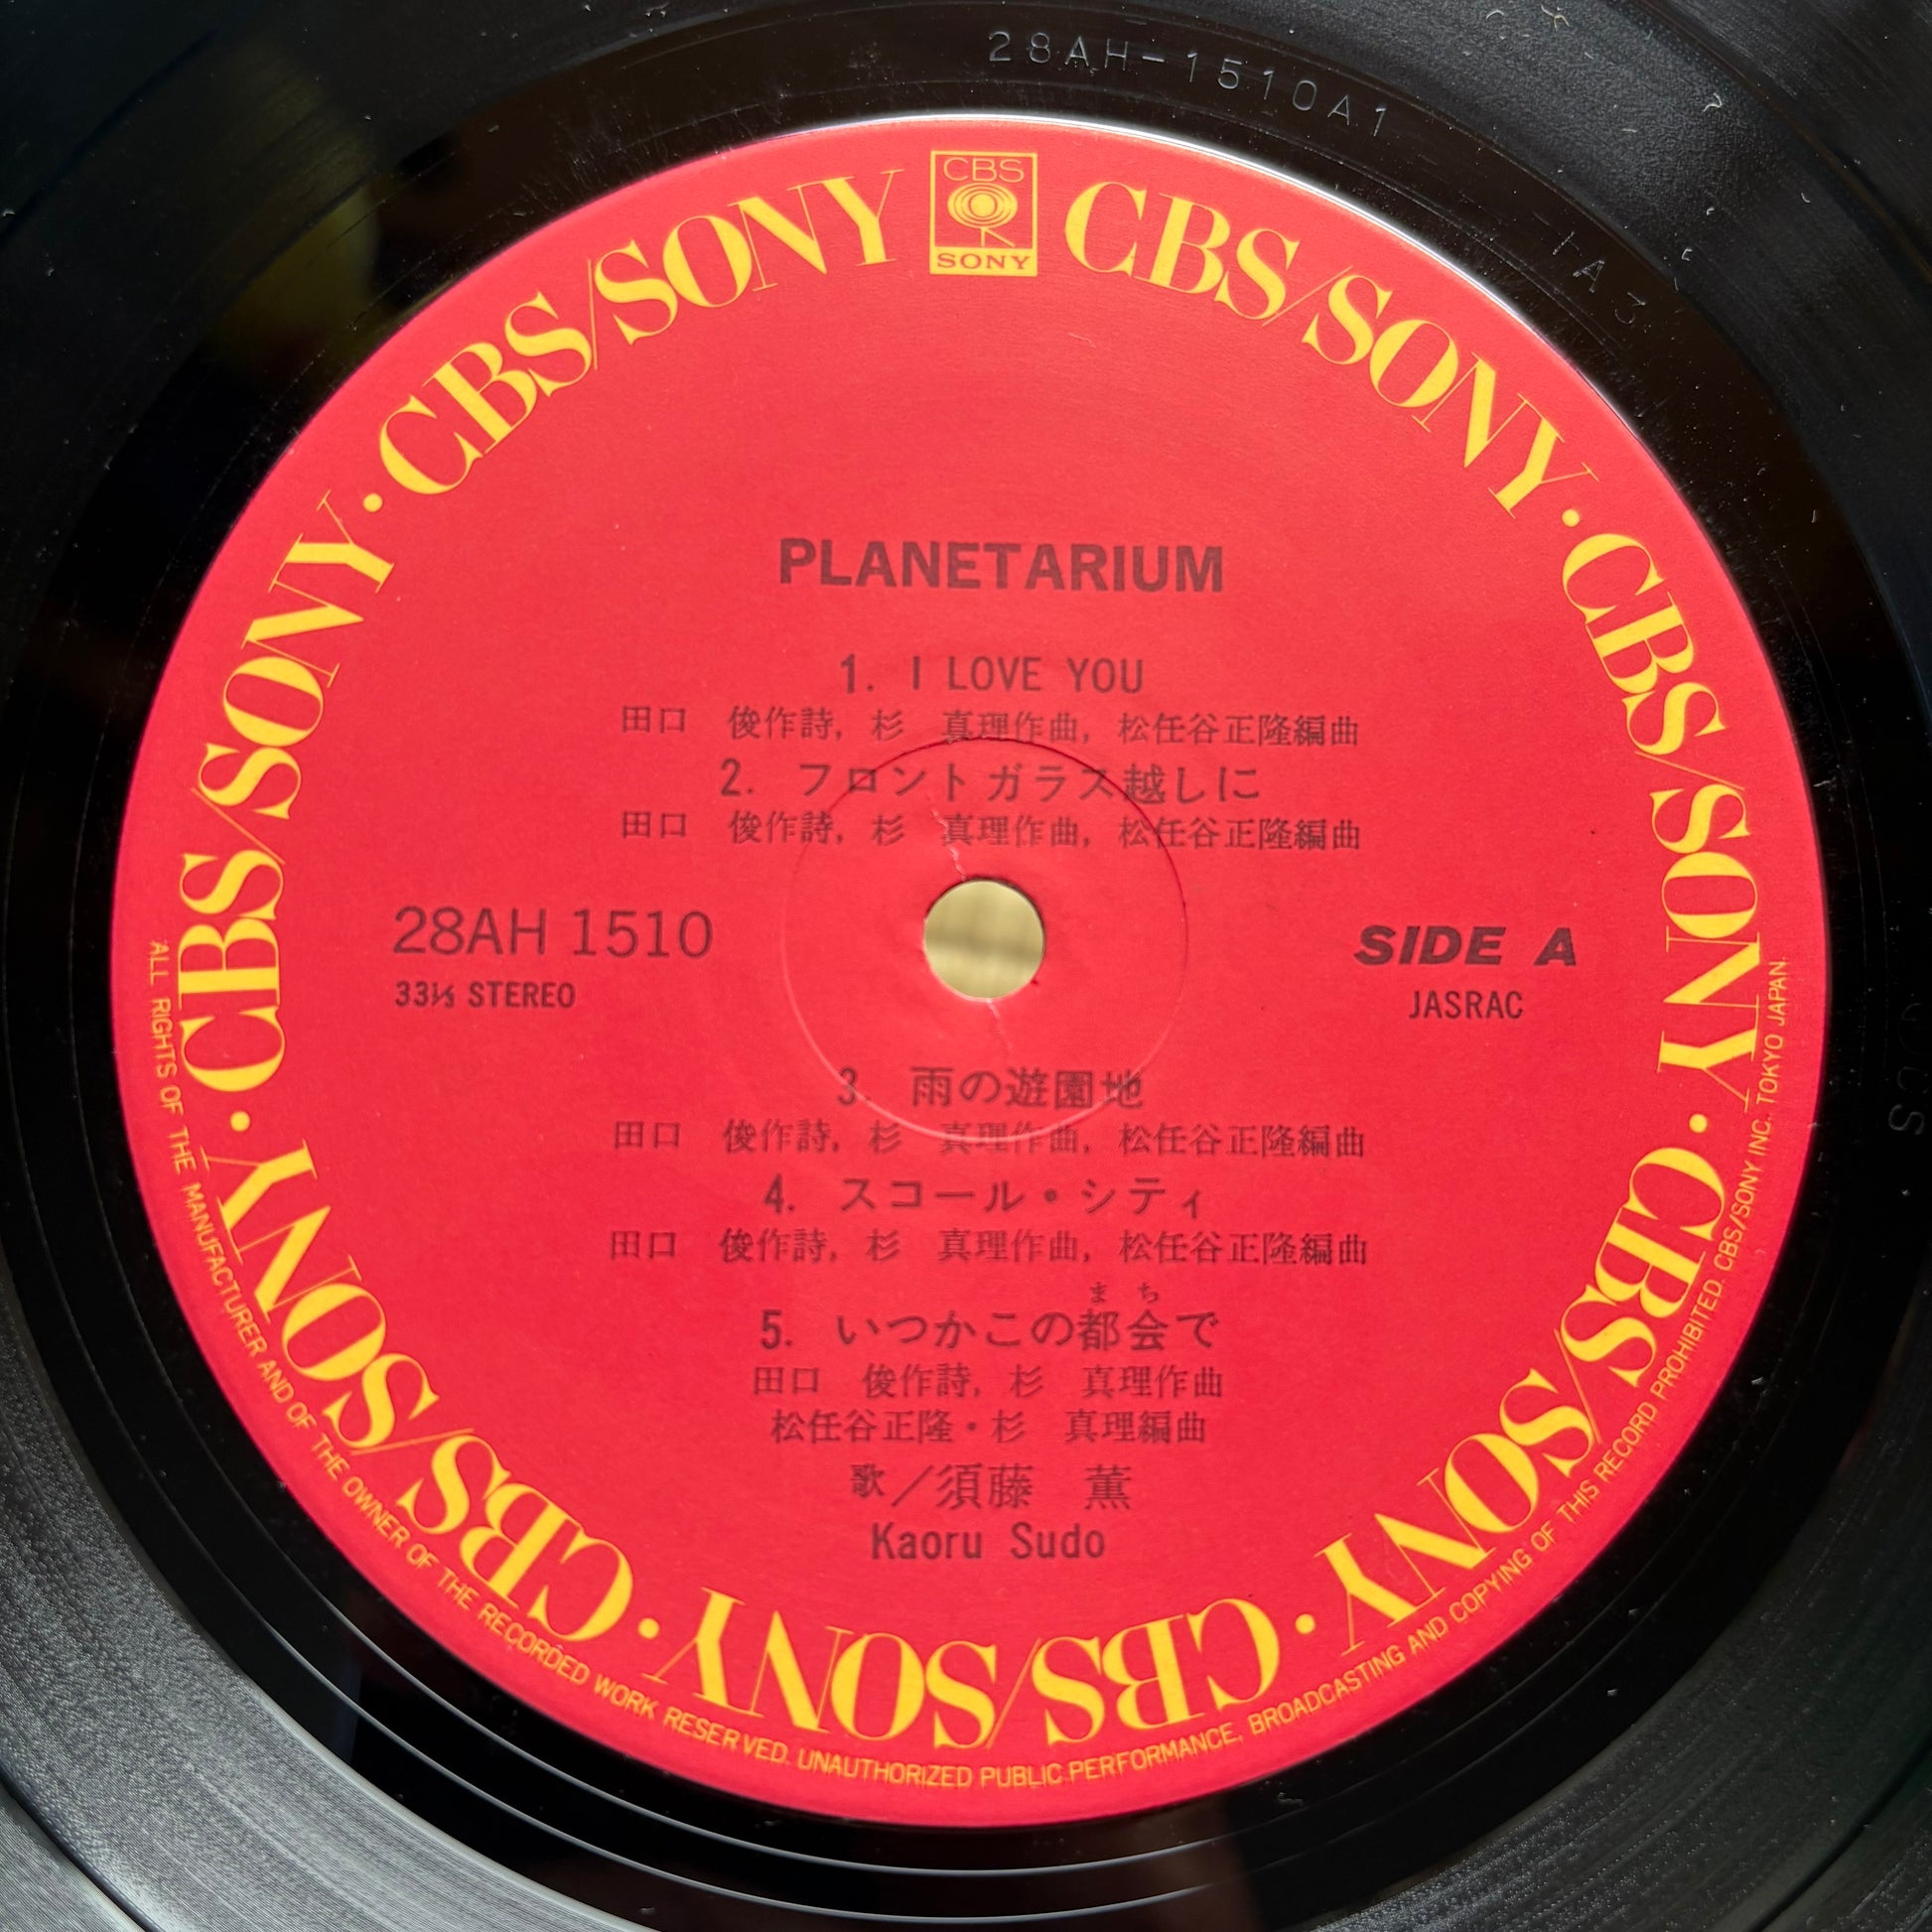 28AH-1510A1
1A3
CBS
SONY
CBS/SONY・CBS/SONY・CBS/SONY・CBS/SONY・CBS/SONY・CBS/SONY・CBS/SONY・CBS/SONY
PLANETARIUM
1. I LOVE YOU
田口　俊作詩, 杉　真理作曲, 松任谷正隆編曲
2. フロントガラス越しに
田口　俊作詩, 杉　真理作曲, 松任谷正隆編曲
28AH 1510
33⅓ STEREO
SIDE A
JASRAC
3. 雨の遊園地
田口　俊作詩, 杉　真理作曲, 松任谷正隆編曲
4. スコール・シティ
田口　俊作詩, 杉　真理作曲, 松任谷正隆編曲
まち
5. いつかこの都会で
田口　俊作詩, 杉　真理作曲
松任谷正隆・杉　真理編曲
歌／須藤　薫
Kaoru Sudo
ALL RIGHTS OF THE MANUFACTURER AND OF THE OWNER OF THE RECORDED WORK RESERVED. UNAUTHORIZED PUBLIC PERFORMANCE, BROADCASTING AND COPYING OF THIS RECORD PROHIBITED. CBS/SONY INC. TOKYO JAPAN.